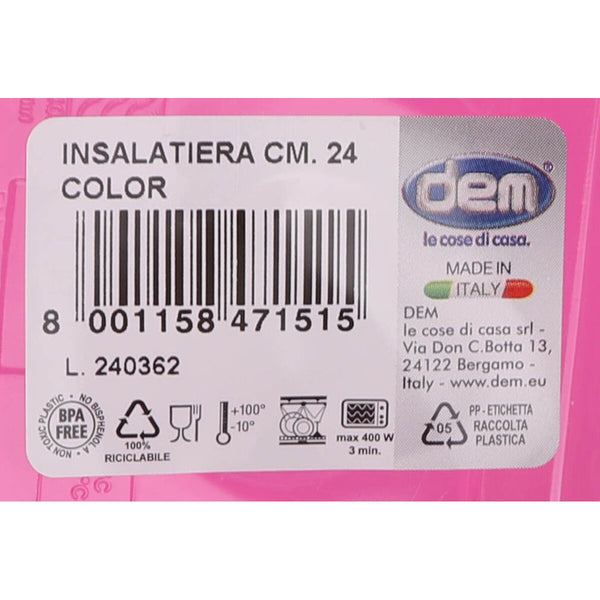 INSALATIERA CM. 24
COLOR
8 001158 471515
L. 240362
NON TOXIC PLASTIC • NO BISPHENOL A •
BPA
FREE
100%
RICICLABILE
+100°
-10°
max 400 W
3 min.
dem®
le cose di casa.
MADE IN
ITALY
DEM
le cose di casa srl -
Via Don C.Botta 13,
24122 Bergamo -
Italy - www.dem.eu
05
PP - ETICHETTA
RACCOLTA
PLASTICA